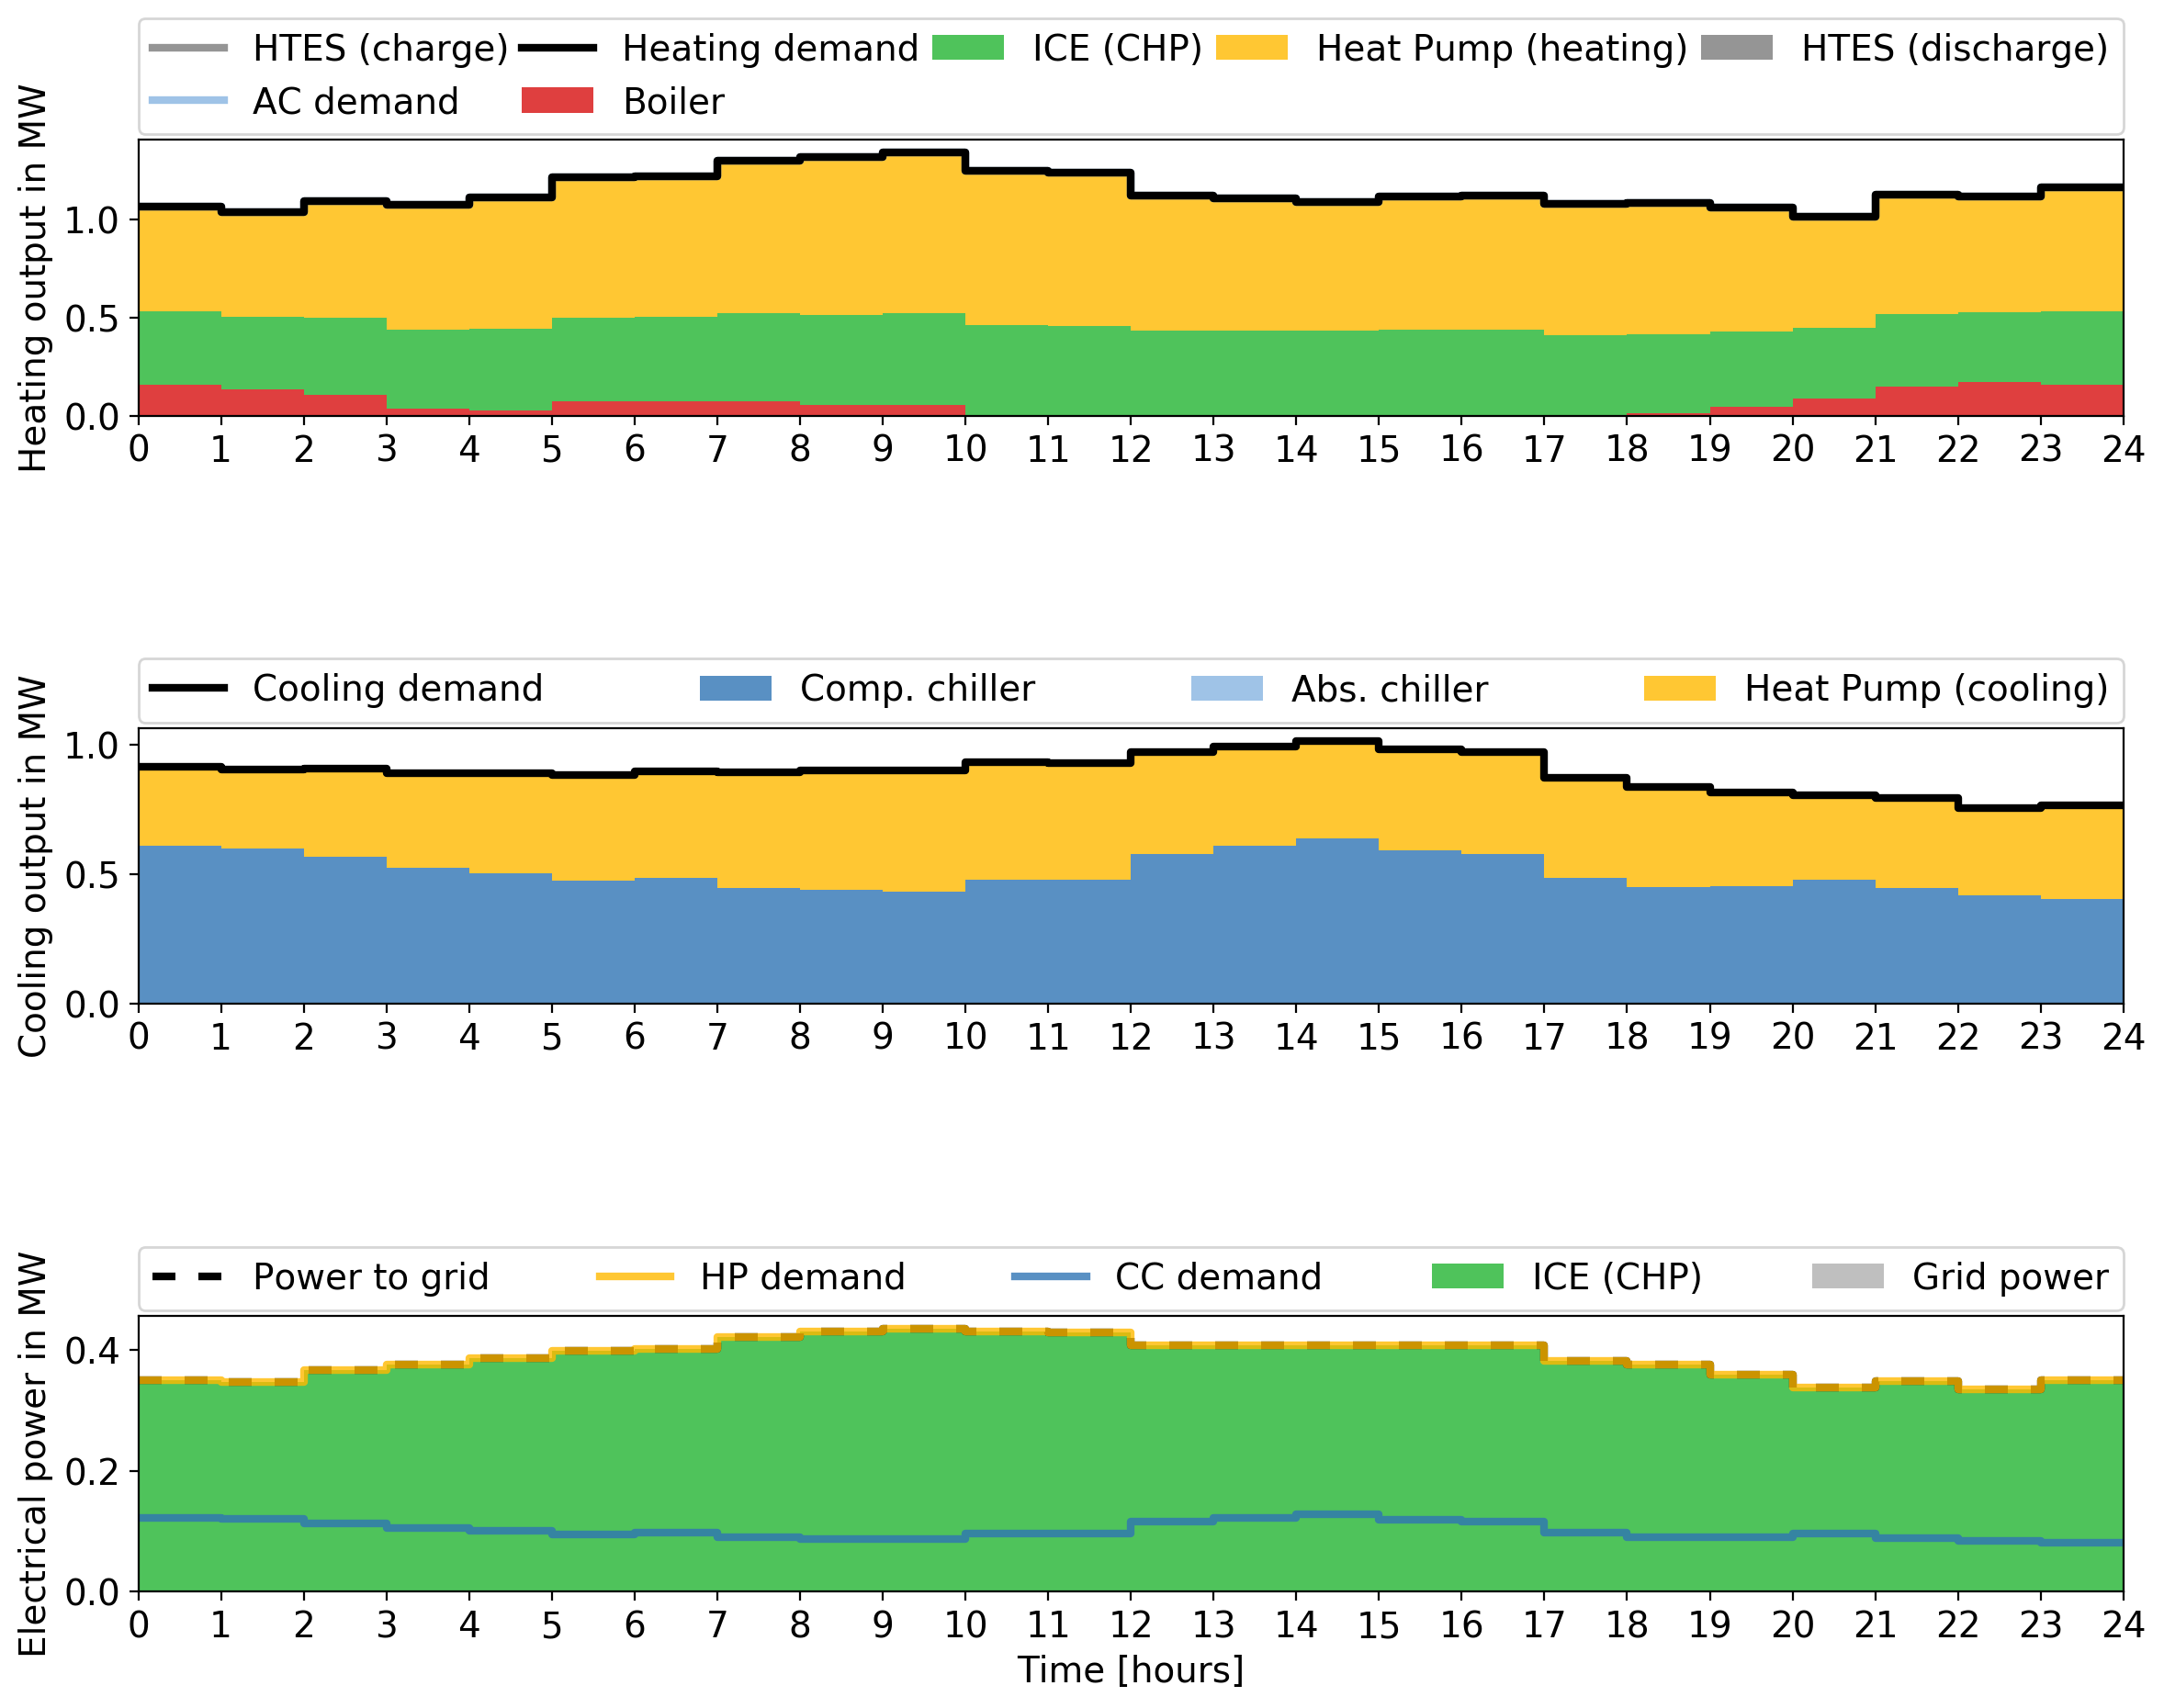 HTES (charge) Heating demand ICE (CHP) Heat Pump (heating) HTES (discharge)
AC demand Boiler
Heating output in MW
1.0
0.5
0.0
0 1 2 3 4 5 6 7 8 9 10 11 12 13 14 15 16 17 18 19 20 21 22 23 24
Cooling demand Comp. chiller Abs. chiller Heat Pump (cooling)
Cooling output in MW
1.0
0.5
0.0
0 1 2 3 4 5 6 7 8 9 10 11 12 13 14 15 16 17 18 19 20 21 22 23 24
Power to grid HP demand CC demand ICE (CHP) Grid power
Electrical power in MW
0.4
0.2
0.0
0 1 2 3 4 5 6 7 8 9 10 11 12 13 14 15 16 17 18 19 20 21 22 23 24
Time [hours]